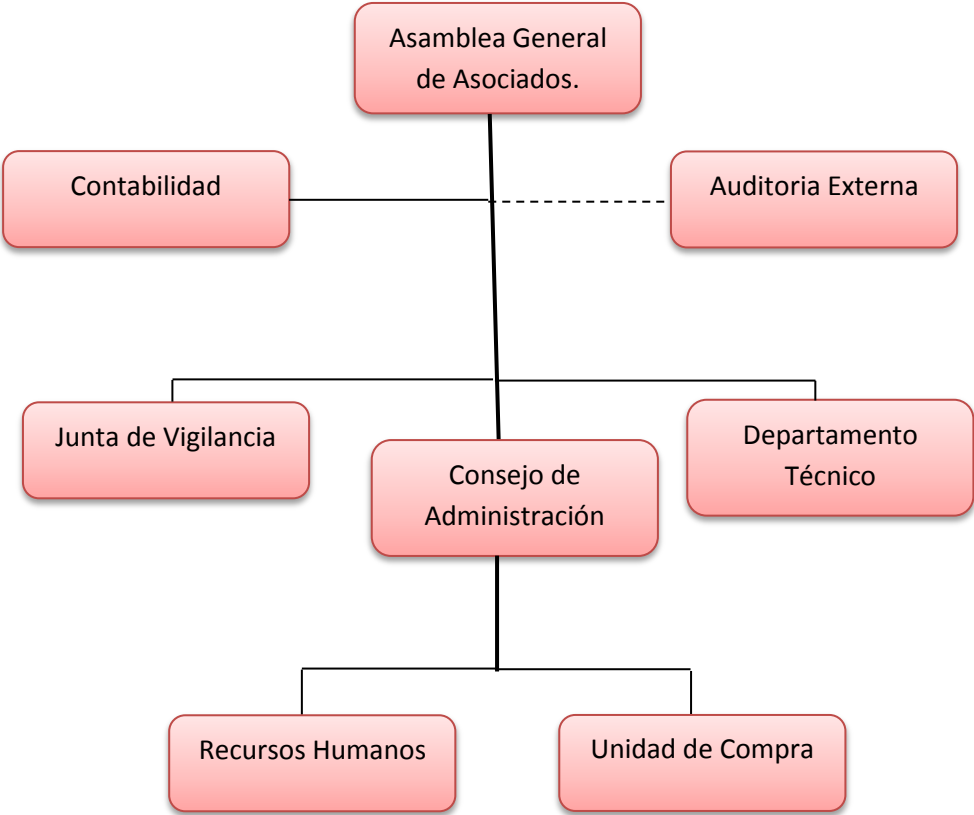 Asamblea General
de Asociados.
Contabilidad
Auditoria Externa
Junta de Vigilancia
Consejo de
Administración
Departamento
Técnico
Recursos Humanos
Unidad de Compra